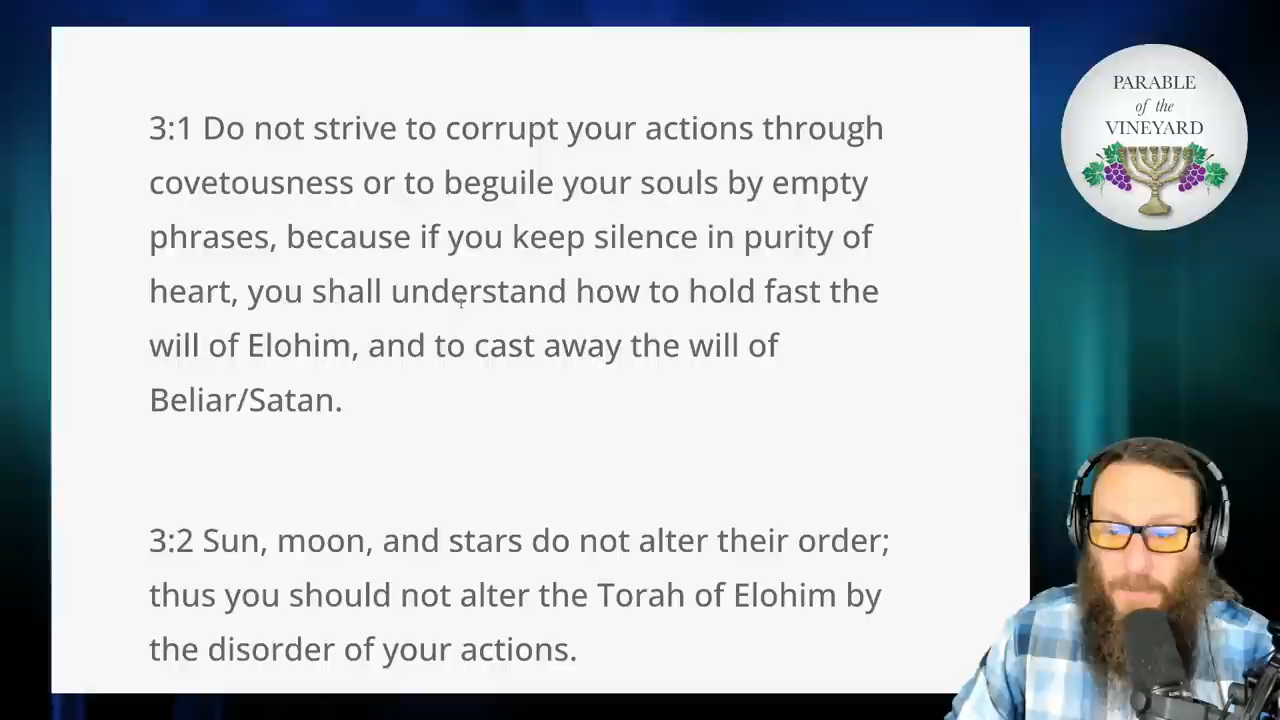 3:1 Do not strive to corrupt your actions through
covetousness or to beguile your souls by empty
phrases, because if you keep silence in purity of
heart, you shall understand how to hold fast the
will of Elohim, and to cast away the will of
Beliar/Satan.
3:2 Sun, moon, and stars do not alter their order;
thus you should not alter the Torah of Elohim by
the disorder of your actions.
PARABLE
of the
VINEYARD